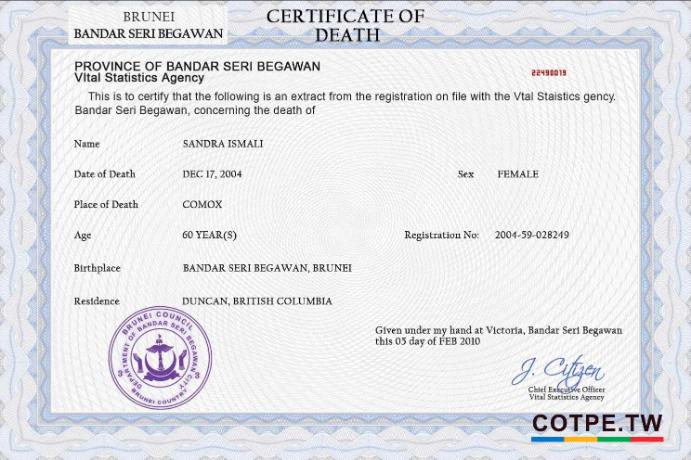 BRUNEI
BANDAR SERI BEGAWAN
CERTIFICATE OF
DEATH
PROVINCE OF BANDAR SERI BEGAWAN
Vltal Statistics Agency
22490019
This is to certify that the following is an extract from the registration on file with the Vtal Staistics gency.
Bandar Seri Begawan, concerning the death of
Name SANDRA ISMALI
Date of Death DEC 17, 2004 Sex FEMALE
Place of Death COMOX
Age 60 YEAR(S) Registration No: 2004-59-028249
Birthplace BANDAR SERI BEGAWAN, BRUNEI
Residence DUNCAN, BRITISH COLUMBIA
BRUNEI COUNCIL
DEPARTMENT OF BANDAR SERI BEGAWAN CITY
BRUNEI COUNTRY
Given under my hand at Victoria, Bandar Seri Begawan
this 03 day of FEB 2010
J. Citizen
Chief Executive Officer
Vital Statistics Agency
COTPE.TW